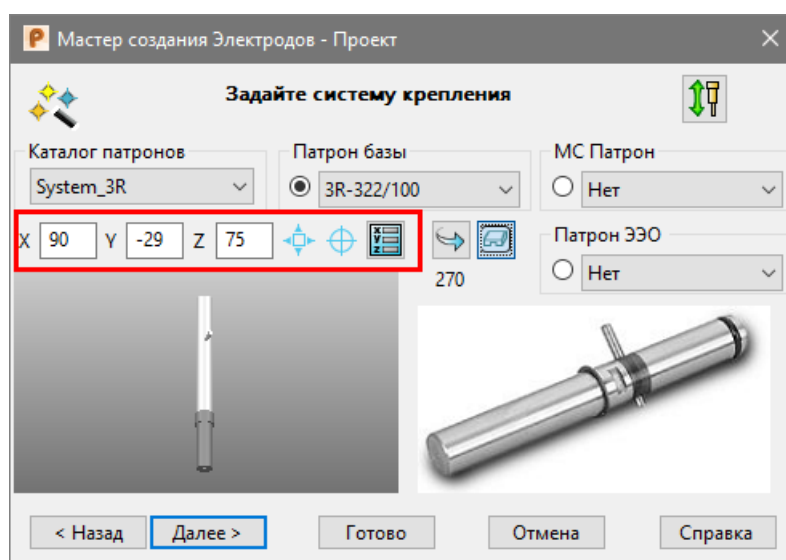 Мастер создания Электродов - Проект
Задайте систему крепления
Каталог патронов
Патрон базы
МС Патрон
System_3R
3R-322/100
Нет
X 90 Y -29 Z 75
Патрон ЭЭО
270
Нет
< Назад
Далее >
Готово
Отмена
Справка